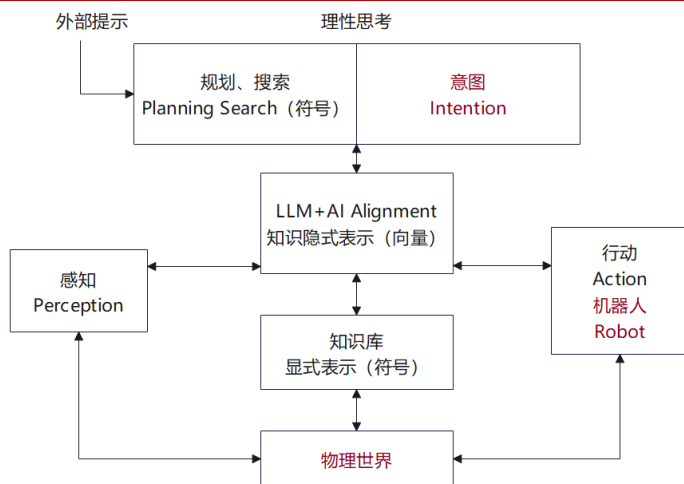 外部提示
理性思考
规划、搜索
Planning Search（符号）
意图
Intention
LLM+AI Alignment
知识隐式表示（向量）
感知
Perception
行动
Action
机器人
Robot
知识库
显式表示（符号）
物理世界